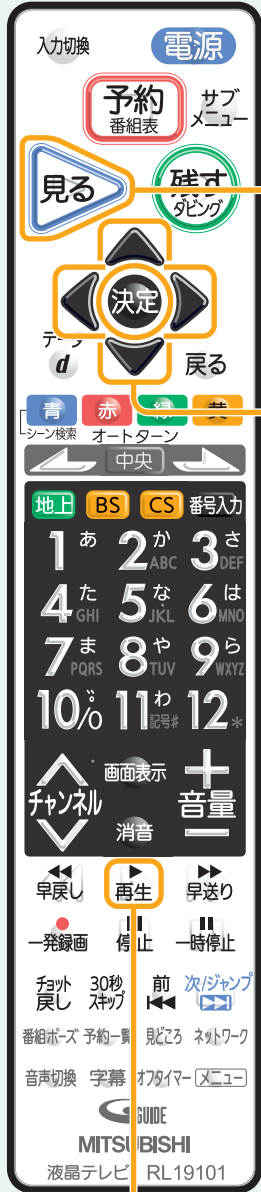 入力切換 電源
予約
番組表
サブ
メニュー
見る 残す
ダビング
決定
データ
d
戻る
青 赤 緑 黄
シーン検索 オートターン
中央
地上 BS CS 番号入力
1 あ 2 か ABC 3 さ DEF
4 た GHI 5 な JKL 6 は MNO
7 ま PQRS 8 や TUV 9 ら WXYZ
10/0 ゛゜ 11 わ 記号# 12 *
チャンネル 画面表示 + 音量 −
消音
◀◀ ▶ ▶▶
早戻し 再生 早送り
● ■ II
一発録画 停止 一時停止
チョット
戻し
30秒
スキップ
前
|◀◀
次/ジャンプ
▶▶|
番組ポーズ 予約一覧 見どころ ネットワーク
音声切換 字幕 オフタイマー メニュー
G GUIDE
MITSUBISHI
液晶テレビ RL19101